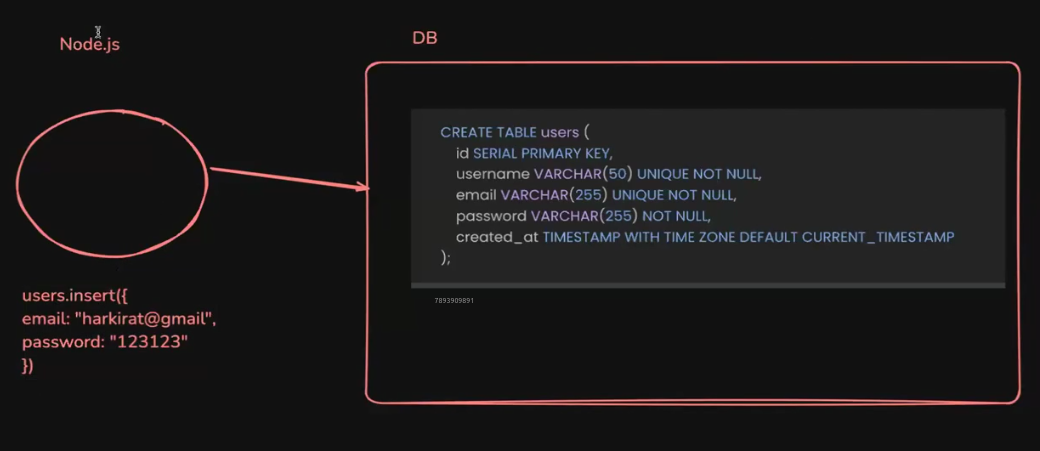 Node.js
DB
CREATE TABLE users (
id SERIAL PRIMARY KEY,
username VARCHAR(50) UNIQUE NOT NULL,
email VARCHAR(255) UNIQUE NOT NULL,
password VARCHAR(255) NOT NULL,
created_at TIMESTAMP WITH TIME ZONE DEFAULT CURRENT_TIMESTAMP
);
7893909891
users.insert({
email: "harkirat@gmail",
password: "123123"
})